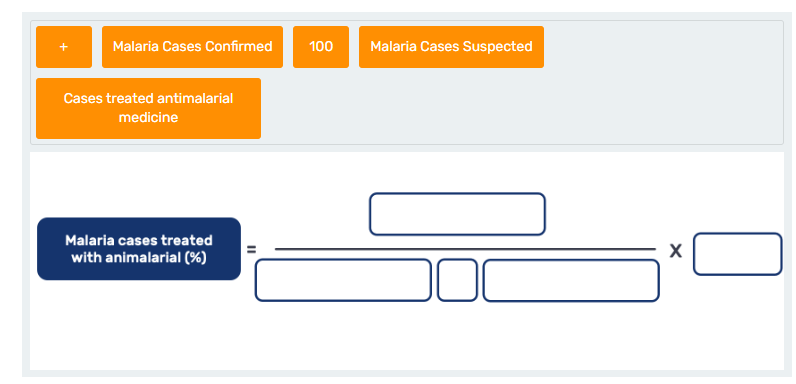 +
Malaria Cases Confirmed
100
Malaria Cases Suspected
Cases treated antimalarial
medicine
Malaria cases treated
with animalarial (%)
=
X